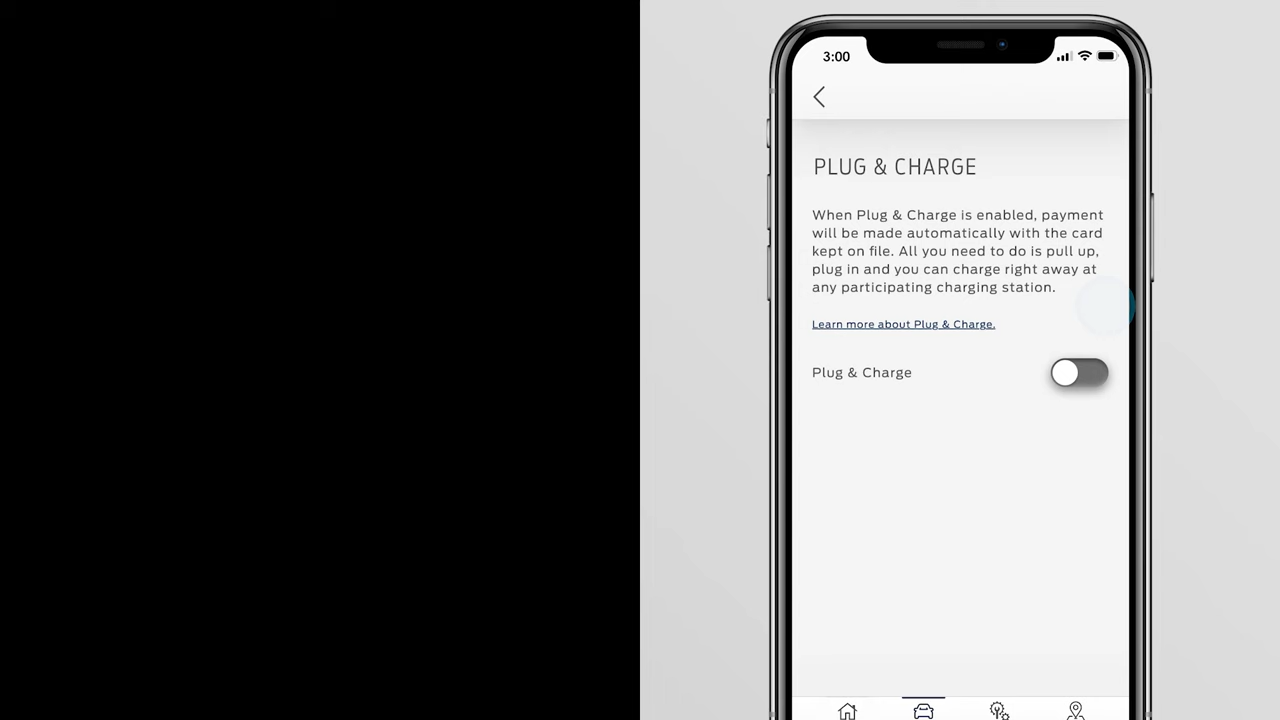 3:00
PLUG & CHARGE
When Plug & Charge is enabled, payment
will be made automatically with the card
kept on file. All you need to do is pull up,
plug in and you can charge right away at
any participating charging station.
Learn more about Plug & Charge.
Plug & Charge